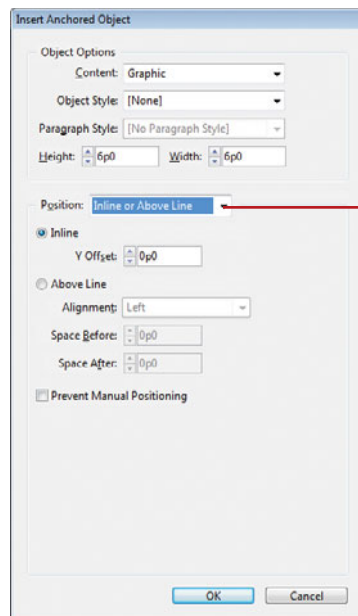 Insert Anchored Object
Object Options
Content: Graphic
Object Style: [None]
Paragraph Style: [No Paragraph Style]
Height: 6p0 Width: 6p0
Position: Inline or Above Line
Inline
Y Offset: 0p0
Above Line
Alignment: Left
Space Before: 0p0
Space After: 0p0
Prevent Manual Positioning
OK Cancel